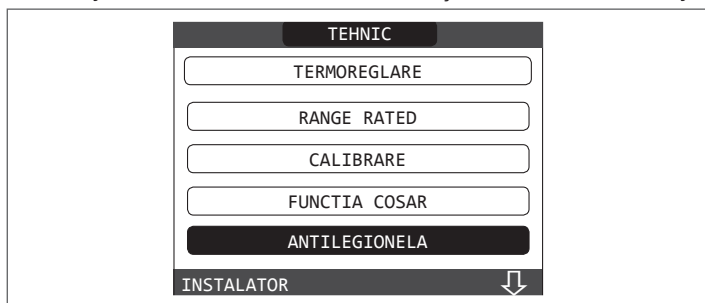 TEHNIC
TERMOREGLARE
RANGE RATED
CALIBRARE
FUNCTIA COSAR
ANTILEGIONELA
INSTALATOR